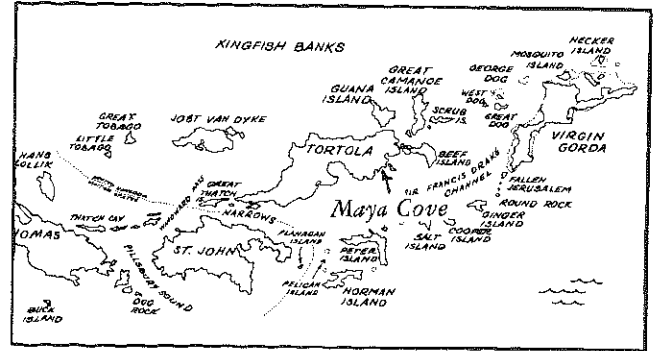 KINGFISH BANKS
NECKER
ISLAND
MOSQUITO
ISLAND
GEORGE
DOG
GREAT
CAMANOE
ISLAND
GUANA
ISLAND
WEST
DOG
GREAT
DOG
SCRUB
IS.
GREAT
TOBAGO
JOST VAN DYKE
LITTLE
TOBAGO
TORTOLA
BEEF
ISLAND
VIRGIN
GORDA
HANS
LOLLIK
SIR FRANCIS DRAKE
CHANNEL
FALLEN
JERUSALEM
GREAT
THATCH
IS
WINDWARD PASS
NARROWS
Maya Cove
ROUND ROCK
GINGER
ISLAND
THATCH CAY
FLANAGAN
ISLAND
COOPER
ISLAND
SALT
ISLAND
HOMAS
ST. JOHN
PETER
ISLAND
PILLSBURY SOUND
PELICAN
ISLAND
NORMAN
ISLAND
DOG
ROCK
BUCK
ISLAND